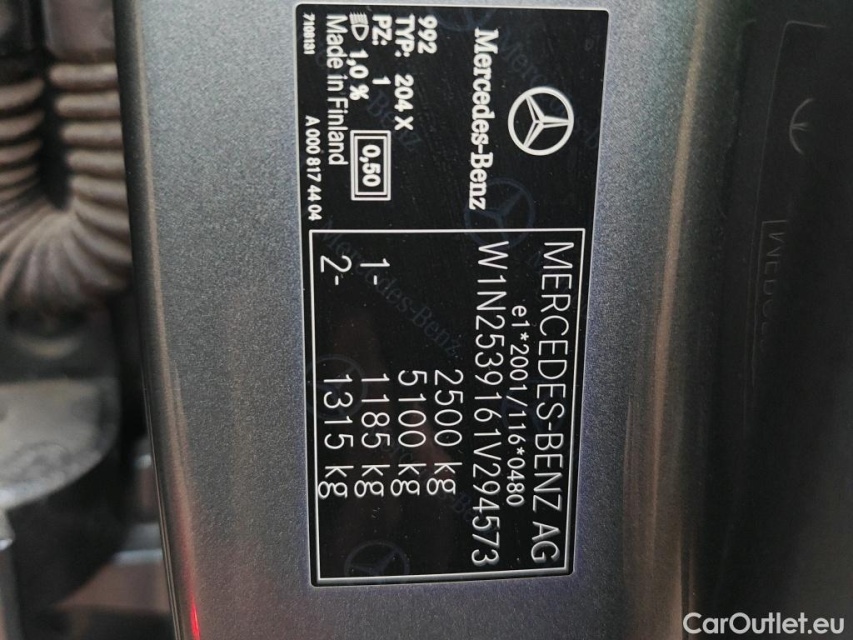 Mercedes-Benz
992
TYP: 204 X
PZ: 1
1,0 %
0,50
Made in Finland
7108131
A 000 817 44 04
MERCEDES-BENZ AG
e1*2001/116*0480
W1N2539161V294573
2500 kg
5100 kg
1- 1185 kg
2- 1315 kg
CarOutlet.eu